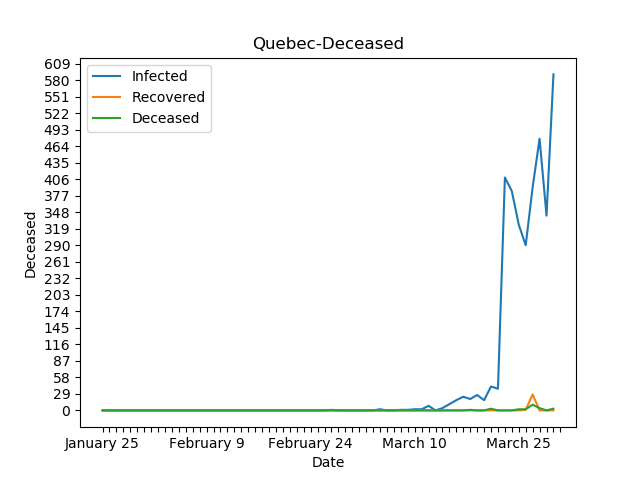 Quebec-Deceased
Infected
Recovered
Deceased
609
580
551
522
493
464
435
406
377
348
319
290
261
232
203
174
145
116
87
58
29
0
Deceased
January 25
February 9
February 24
March 10
March 25
Date